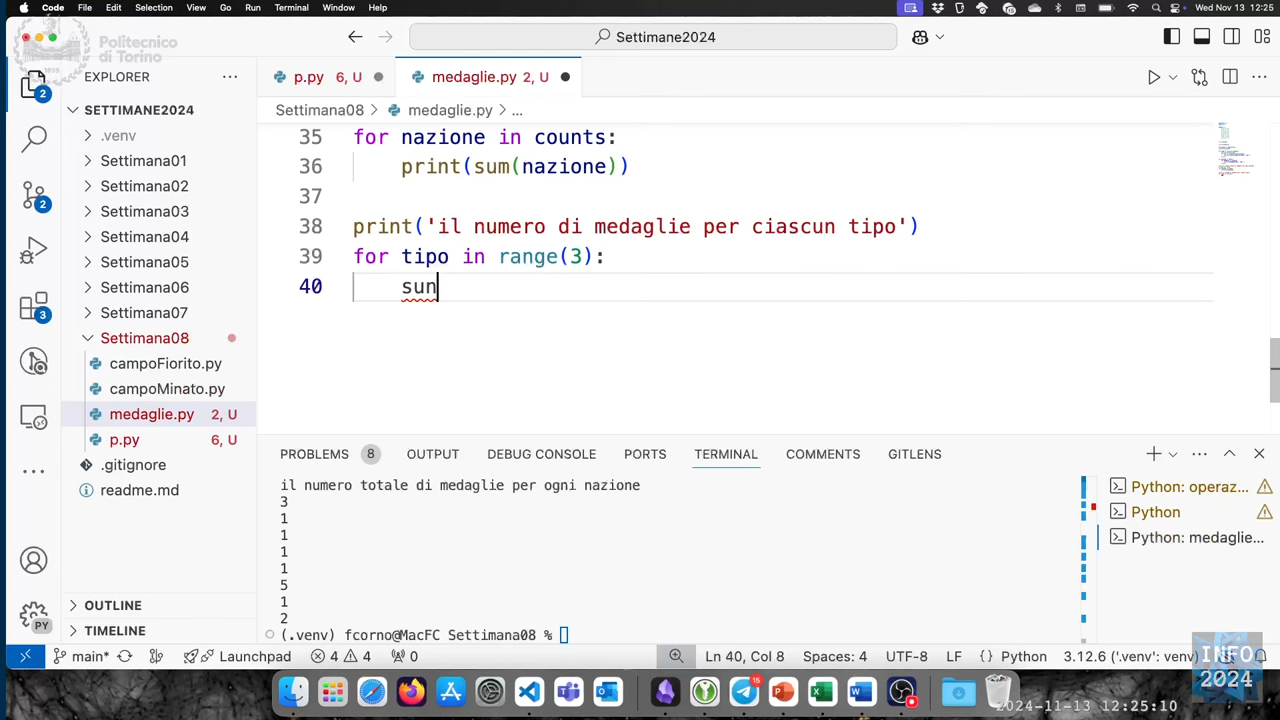 Code File Edit Selection View Go Run Terminal Window Help Wed Nov 13 12:25
Politecnico
di Torino
Settimane2024
EXPLORER
p.py 6, U
medaglie.py 2, U
SETTIMANE2024
Settimana08 > medaglie.py > ...
.venv
Settimana01
Settimana02
Settimana03
Settimana04
Settimana05
Settimana06
Settimana07
Settimana08
campoFiorito.py
campoMinato.py
medaglie.py 2, U
p.py 6, U
.gitignore
readme.md
OUTLINE
TIMELINE
2
2
3
PY
35 for nazione in counts:
36 print(sum(nazione))
37
38 print('il numero di medaglie per ciascun tipo')
39 for tipo in range(3):
40 sun
PROBLEMS 8 OUTPUT DEBUG CONSOLE PORTS TERMINAL COMMENTS GITLENS
il numero totale di medaglie per ogni nazione
3
1
1
1
1
5
1
2
(.venv) fcorno@MacFC Settimana08 %
Python: operaz...
Python
Python: medaglie...
main* Launchpad 4 4 0 Ln 40, Col 8 Spaces: 4 UTF-8 LF Python 3.12.6 ('.venv': venv)
INFO
2024
15
2024-11-13 12:25:10